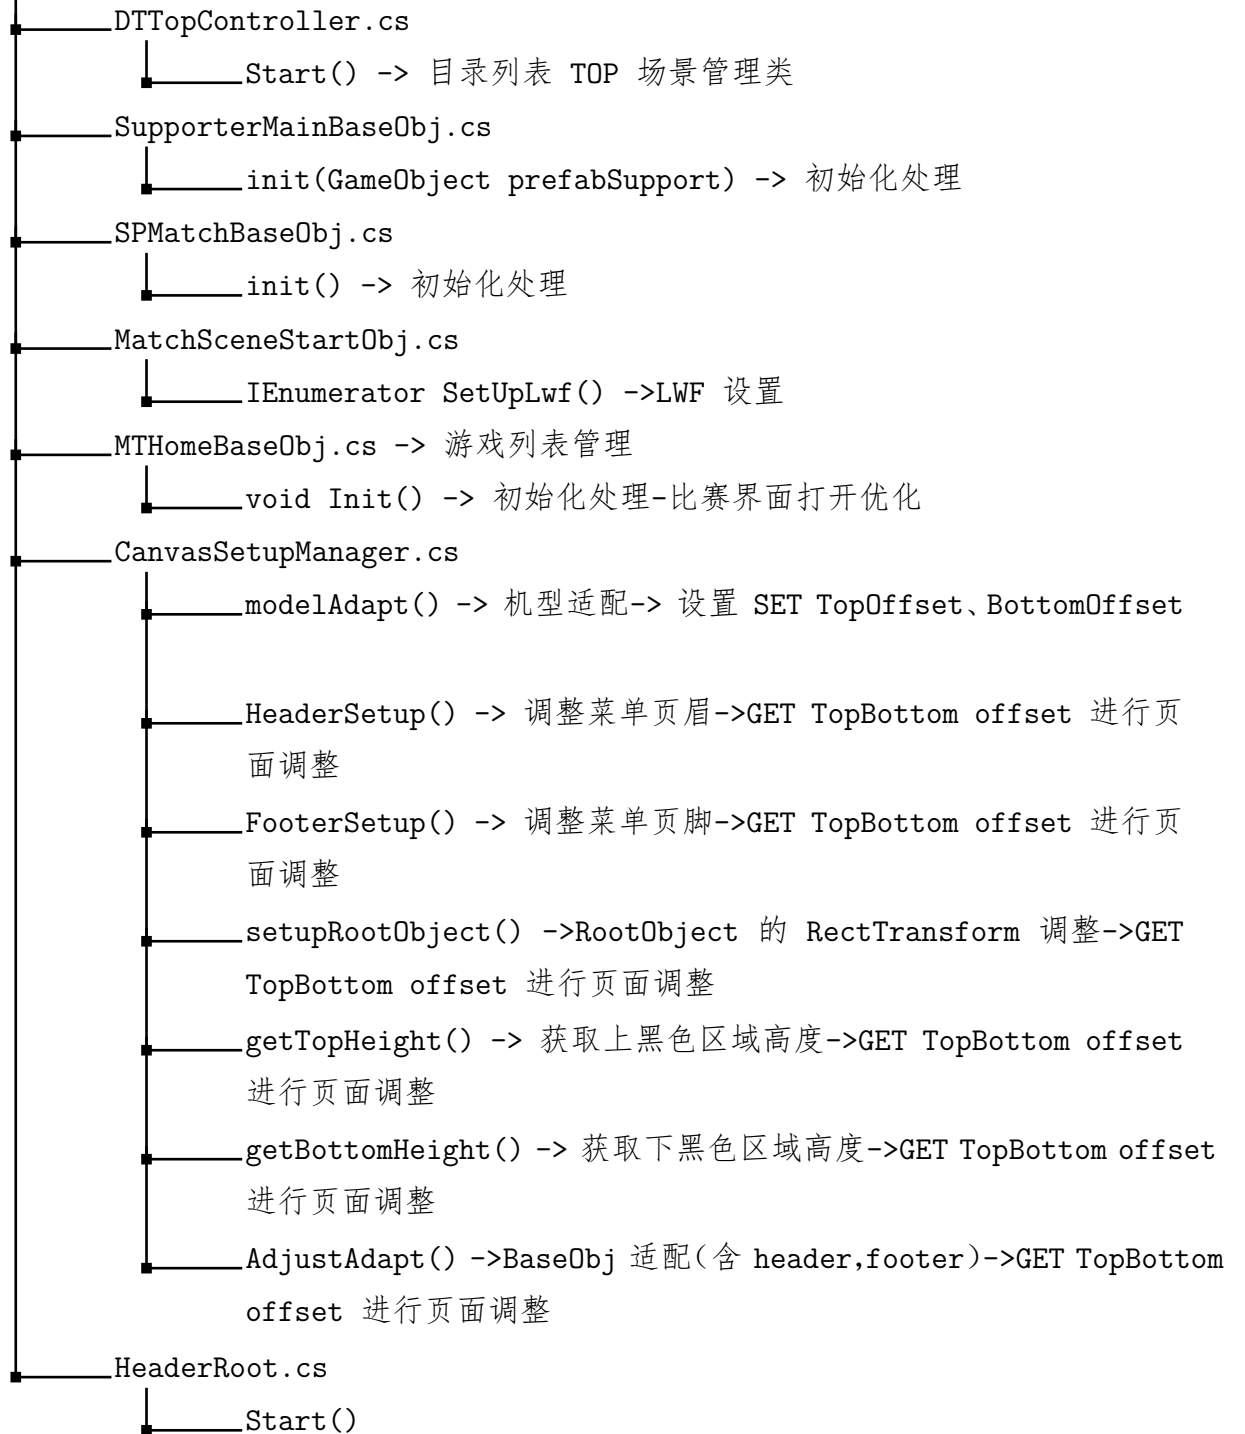 DTTopController.cs
Start() -> 目录列表 TOP 场景管理类
SupporterMainBaseObj.cs
init(GameObject prefabSupport) -> 初始化处理
SPMatchBaseObj.cs
init() -> 初始化处理
MatchSceneStartObj.cs
IEnumerator SetUpLwf() ->LWF 设置
MTHomeBaseObj.cs -> 游戏列表管理
void Init() -> 初始化处理-比赛界面打开优化
CanvasSetupManager.cs
modelAdapt() -> 机型适配-> 设置 SET TopOffset、BottomOffset
HeaderSetup() -> 调整菜单页眉->GET TopBottom offset 进行页
面调整
FooterSetup() -> 调整菜单页脚->GET TopBottom offset 进行页
面调整
setupRootObject() ->RootObject 的 RectTransform 调整->GET
TopBottom offset 进行页面调整
getTopHeight() -> 获取上黑色区域高度->GET TopBottom offset
进行页面调整
getBottomHeight() -> 获取下黑色区域高度->GET TopBottom offset
进行页面调整
AdjustAdapt() ->BaseObj 适配(含 header,footer)->GET TopBottom
offset 进行页面调整
HeaderRoot.cs
Start()